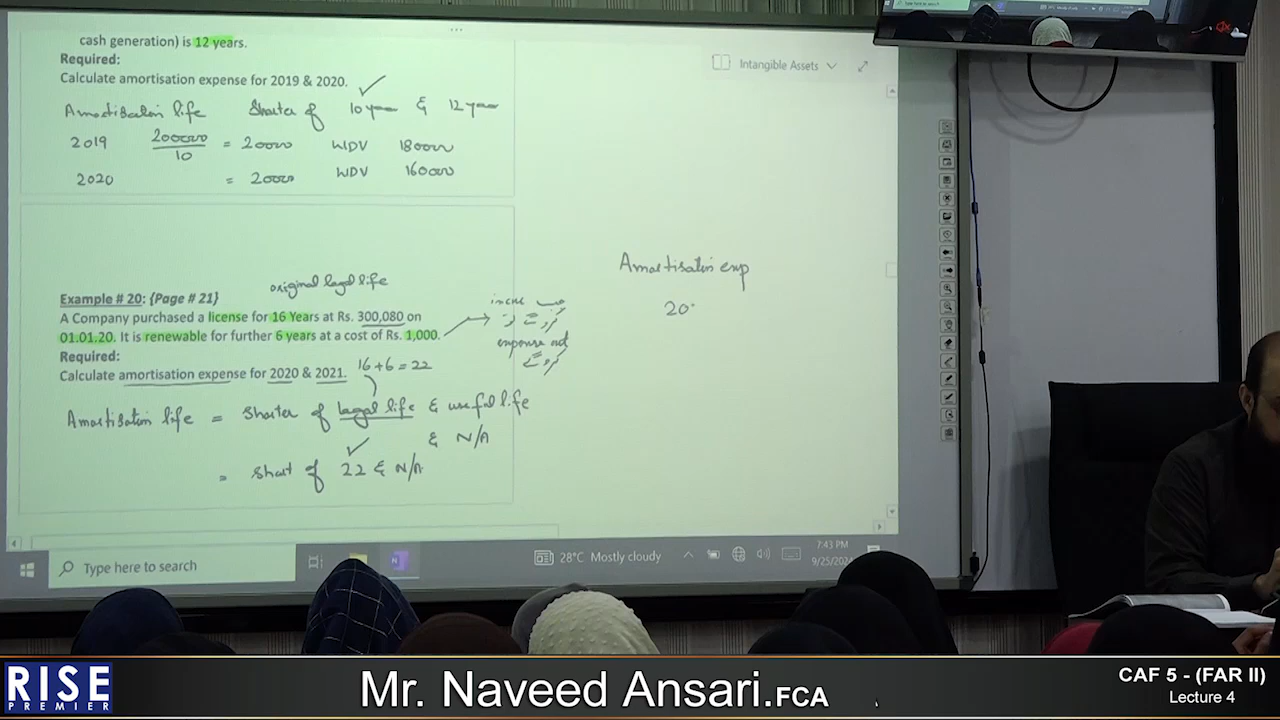 cash generation) is 12 years.
Required:
Calculate amortisation expense for 2019 & 2020.
Amortisation life Shorter of 10 year & 12 year
2019 200000/10 = 20000 WDV 180000
2020 = 20000 WDV 160000
Intangible Assets
original legal life
Example # 20: {Page # 21}
A Company purchased a license for 16 Years at Rs. 300,080 on
01.01.20. It is renewable for further 6 years at a cost of Rs. 1,000.
Required:
Calculate amortisation expense for 2020 & 2021.
16 + 6 = 22
Amortisation life = Shorter of legal life & useful life
& N/A
= Short of 22 & N/A
Amortisation exp
20
Type here to search
28°C Mostly cloudy
7:43 PM
RISE
PREMIER
Mr. Naveed Ansari.FCA
CAF 5 - (FAR II)
Lecture 4